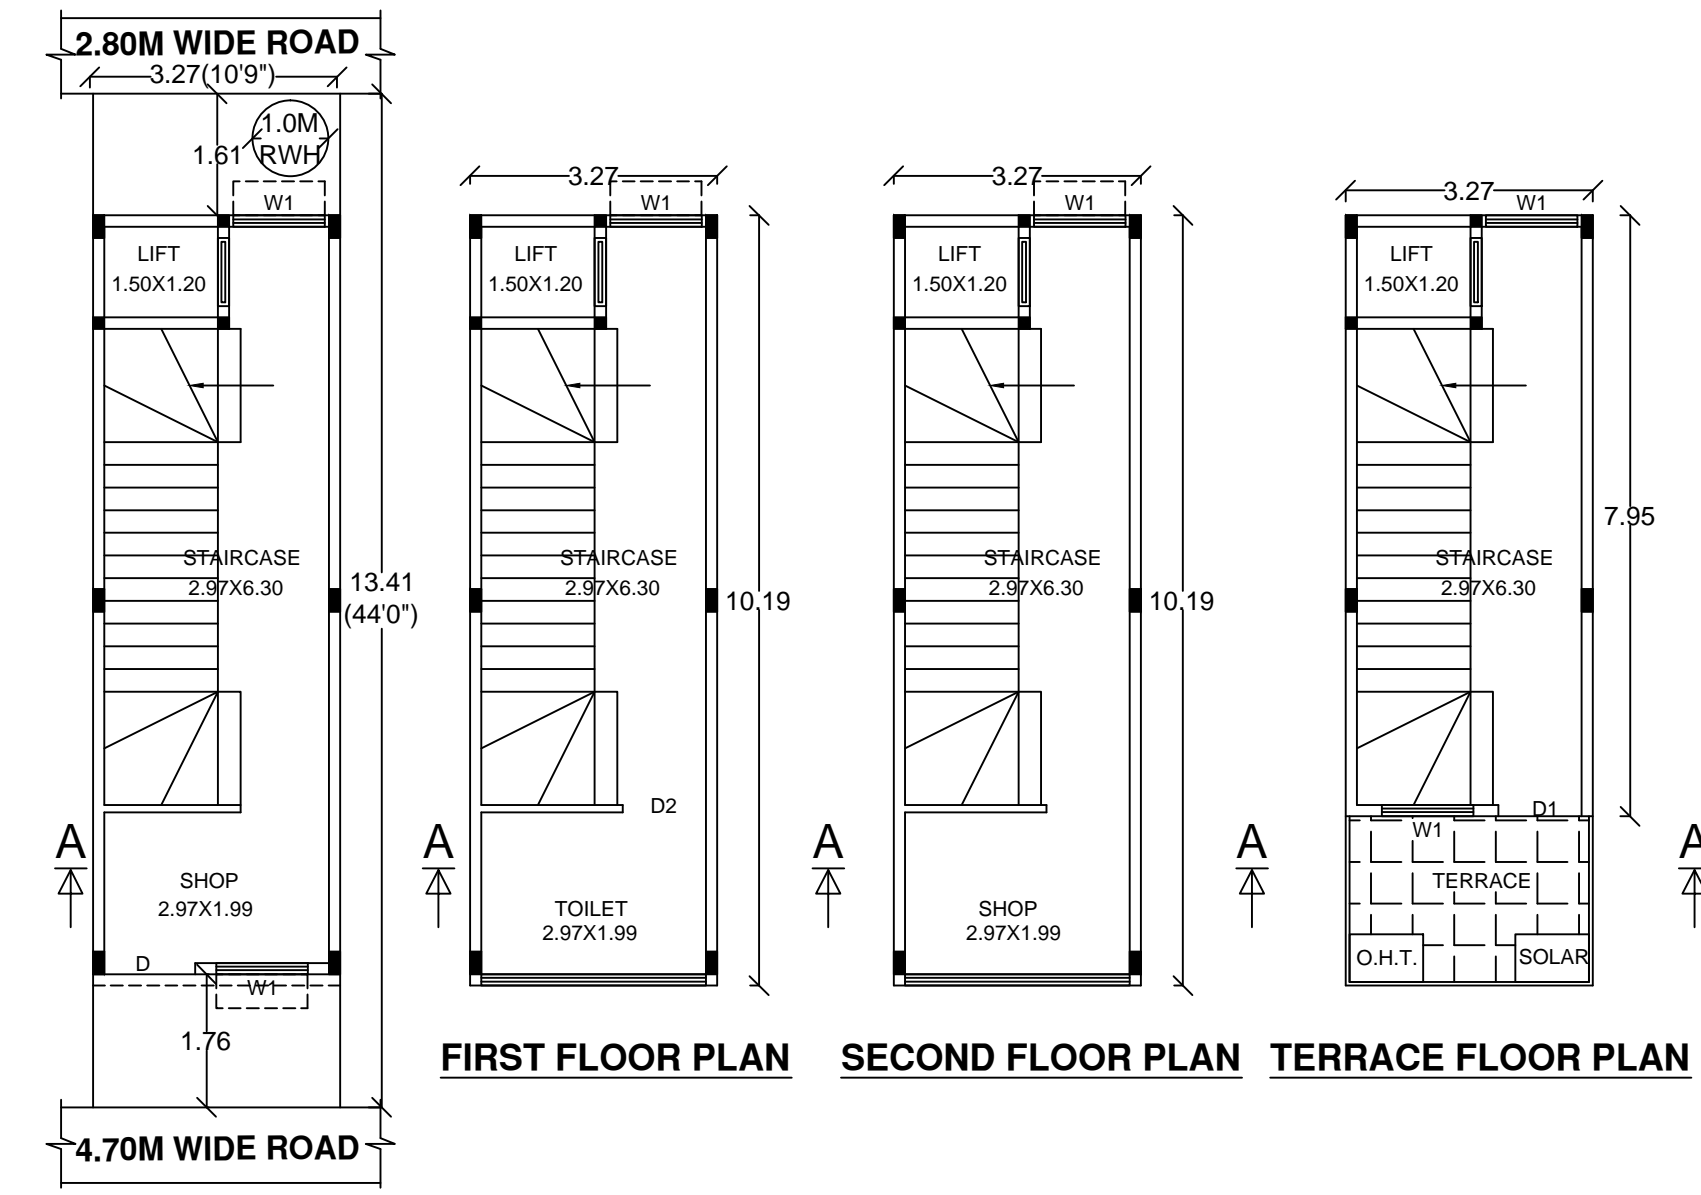 2.80M WIDE ROAD
3.27(10'9")
1.0M
RWH
1.61
W1
LIFT
1.50X1.20
STAIRCASE
2.97X6.30
13.41
(44'0")
A
SHOP
2.97X1.99
D
W1
1.76
4.70M WIDE ROAD
3.27
W1
LIFT
1.50X1.20
STAIRCASE
2.97X6.30
10.19
D2
A
TOILET
2.97X1.99
FIRST FLOOR PLAN
3.27
W1
LIFT
1.50X1.20
STAIRCASE
2.97X6.30
10.19
A
SHOP
2.97X1.99
SECOND FLOOR PLAN
3.27
W1
LIFT
1.50X1.20
STAIRCASE
2.97X6.30
7.95
D1
W1
A
TERRACE
O.H.T.
SOLAR
TERRACE FLOOR PLAN
A